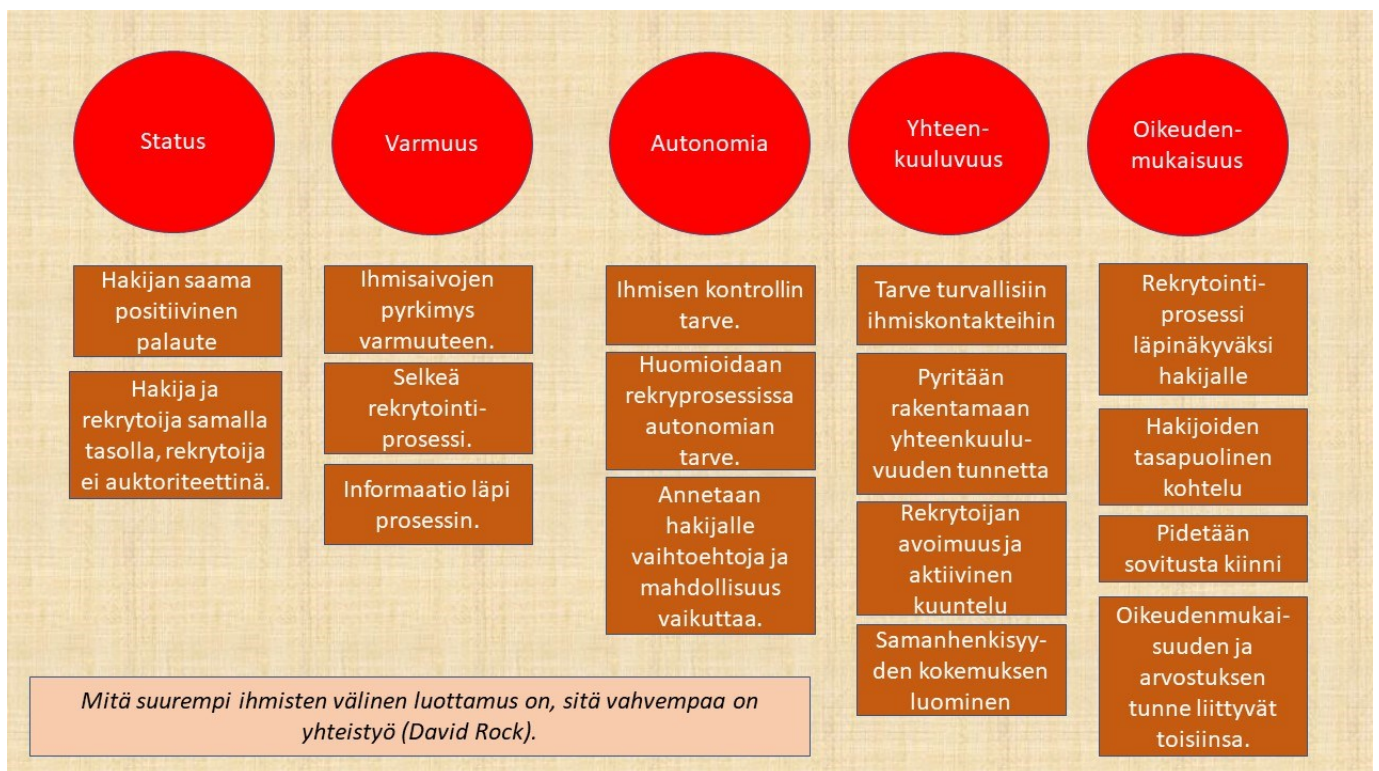 Status
Hakijan saama
positiivinen
palaute
Hakija ja
rekrytoija samalla
tasolla, rekrytoija
ei auktoriteettinä.
Varmuus
Ihmisaivojen
pyrkimys
varmuuteen.
Selkeä
rekrytointi-
prosessi.
Informaatio läpi
prosessin.
Autonomia
Ihmisen kontrollin
tarve.
Huomioidaan
rekryprosessissa
autonomian
tarve.
Annetaan
hakijalle
vaihtoehtoja ja
mahdollisuus
vaikuttaa.
Yhteen-
kuuluvuus
Tarve turvallisiin
ihmiskontakteihin
Pyritään
rakentamaan
yhteenkuulu-
vuuden tunnetta
Rekrytoijan
avoimuus ja
aktiivinen
kuuntelu
Samanhenkisyy-
den kokemuksen
luominen
Oikeuden-
mukaisuus
Rekrytointi-
prosessi
läpinäkyväksi
hakijalle
Hakijoiden
tasapuolinen
kohtelu
Pidetään
sovitusta kiinni
Oikeudenmukai-
suuden ja
arvostuksen
tunne liittyvät
toisiinsa.
Mitä suurempi ihmisten välinen luottamus on, sitä vahvempaa on
yhteistyö (David Rock).